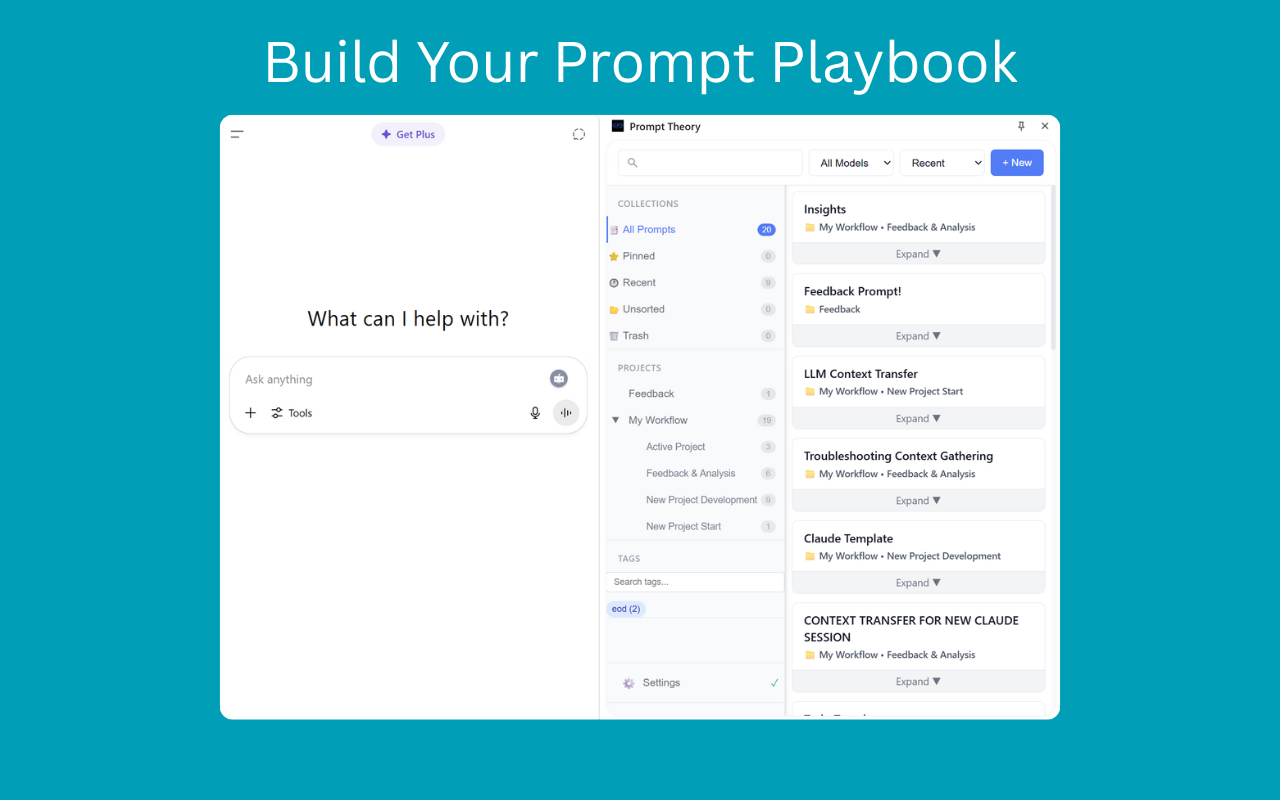 Build Your Prompt Playbook
Get Plus
What can I help with?
Ask anything
Tools
Prompt Theory
All Models
Recent
+ New
COLLECTIONS
All Prompts 20
Pinned 0
Recent 9
Unsorted 0
Trash 0
PROJECTS
Feedback 1
My Workflow 19
Active Project 3
Feedback & Analysis 6
New Project Development 9
New Project Start 1
TAGS
Search tags...
eod (2)
Settings
Insights
My Workflow • Feedback & Analysis
Expand ▼
Feedback Prompt!
Feedback
Expand ▼
LLM Context Transfer
My Workflow • New Project Start
Expand ▼
Troubleshooting Context Gathering
My Workflow • Feedback & Analysis
Expand ▼
Claude Template
My Workflow • New Project Development
Expand ▼
CONTEXT TRANSFER FOR NEW CLAUDE
SESSION
My Workflow • Feedback & Analysis
Expand ▼